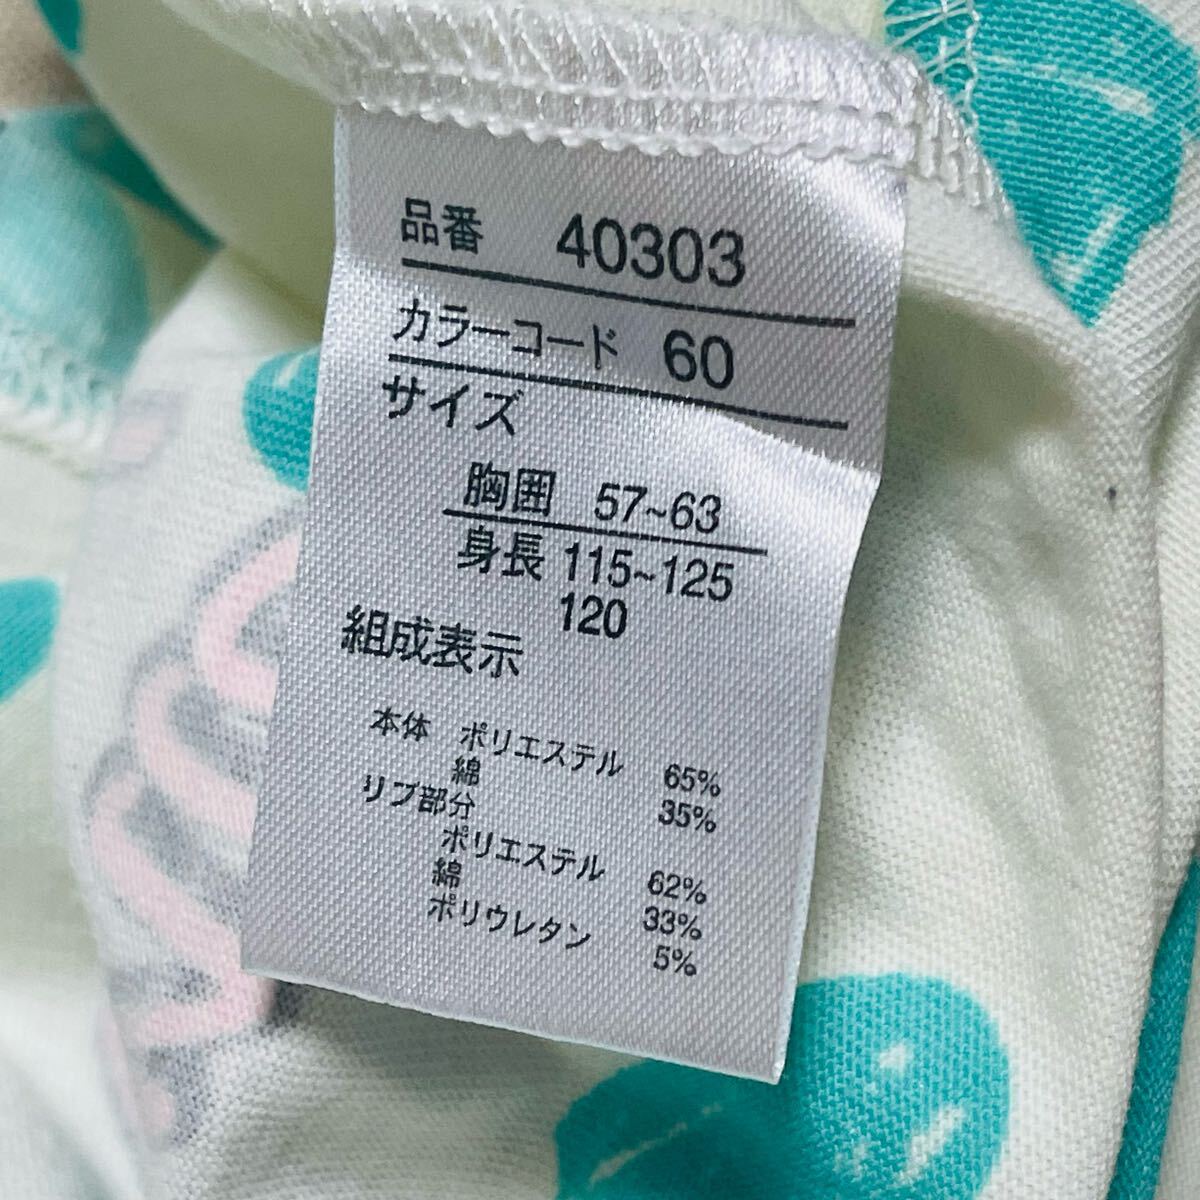 品番 40303
カラーコード 60
サイズ
胸囲 57~63
身長 115~125
120
組成表示
本体 ポリエステル 65%
綿 35%
リブ部分
ポリエステル 62%
綿 33%
ポリウレタン 5%